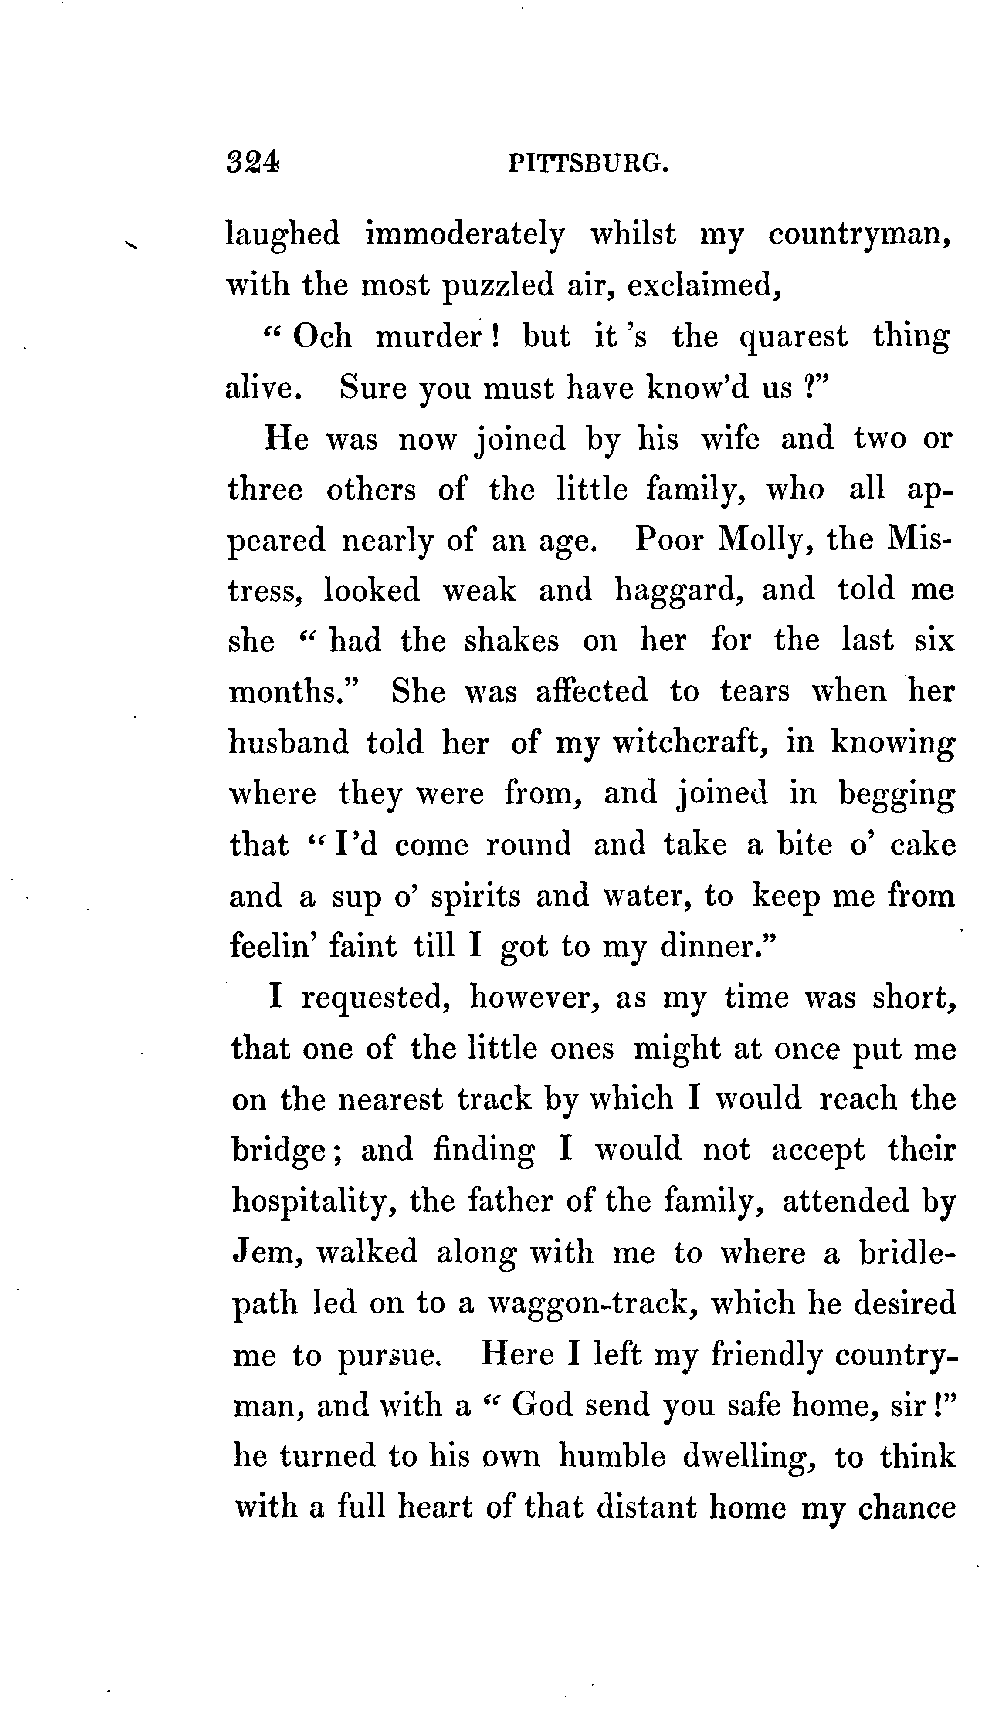 324 PITTSBURG.
laughed immoderately whilst my countryman,
with the most puzzled air, exclaimed,
“ Och murder ! but it 's the quarest thing
alive. Sure you must have know'd us ?”
He was now joined by his wife and two or
three others of the little family, who all ap-
peared nearly of an age. Poor Molly, the Mis-
tress, looked weak and haggard, and told me
she “ had the shakes on her for the last six
months.” She was affected to tears when her
husband told her of my witchcraft, in knowing
where they were from, and joined in begging
that “ I'd come round and take a bite o' cake
and a sup o' spirits and water, to keep me from
feelin' faint till I got to my dinner.”
I requested, however, as my time was short,
that one of the little ones might at once put me
on the nearest track by which I would reach the
bridge ; and finding I would not accept their
hospitality, the father of the family, attended by
Jem, walked along with me to where a bridle-
path led on to a waggon-track, which he desired
me to pursue. Here I left my friendly country-
man, and with a “ God send you safe home, sir !”
he turned to his own humble dwelling, to think
with a full heart of that distant home my chance